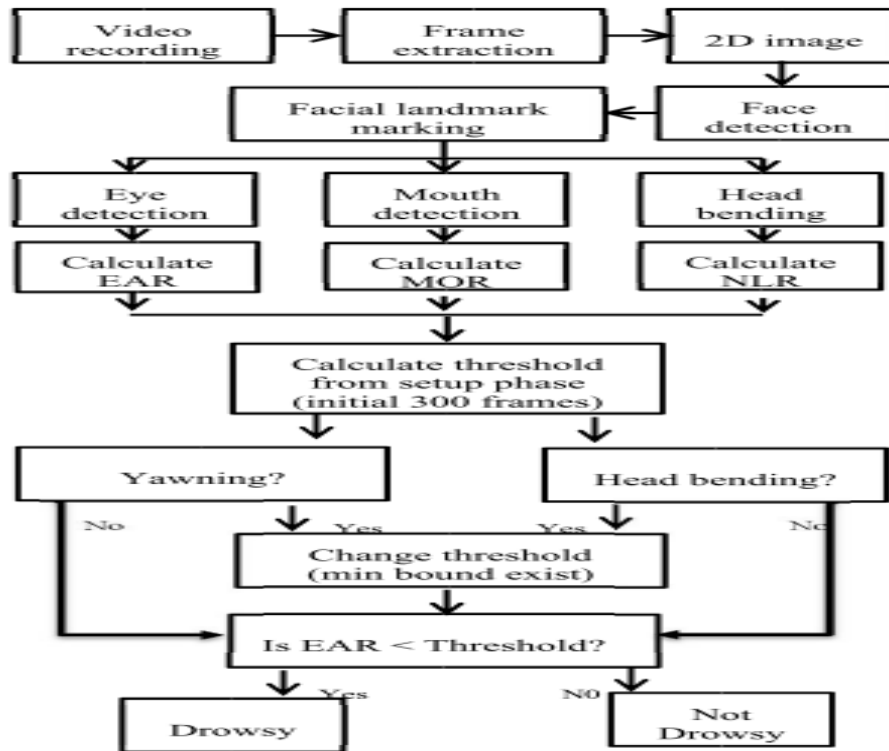 Video
recording
Frame
extraction
2D image
Facial landmark
marking
Face
detection
Eye
detection
Mouth
detection
Head
bending
Calculate
EAR
Calculate
MOR
Calculate
NLR
Calculate threshold
from setup phase
(initial 300 frames)
Yawning?
Head bending?
No
Yes
Yes
No
Change threshold
(min bound exist)
Is EAR < Threshold?
Yes
N0
Drowsy
Not
Drowsy